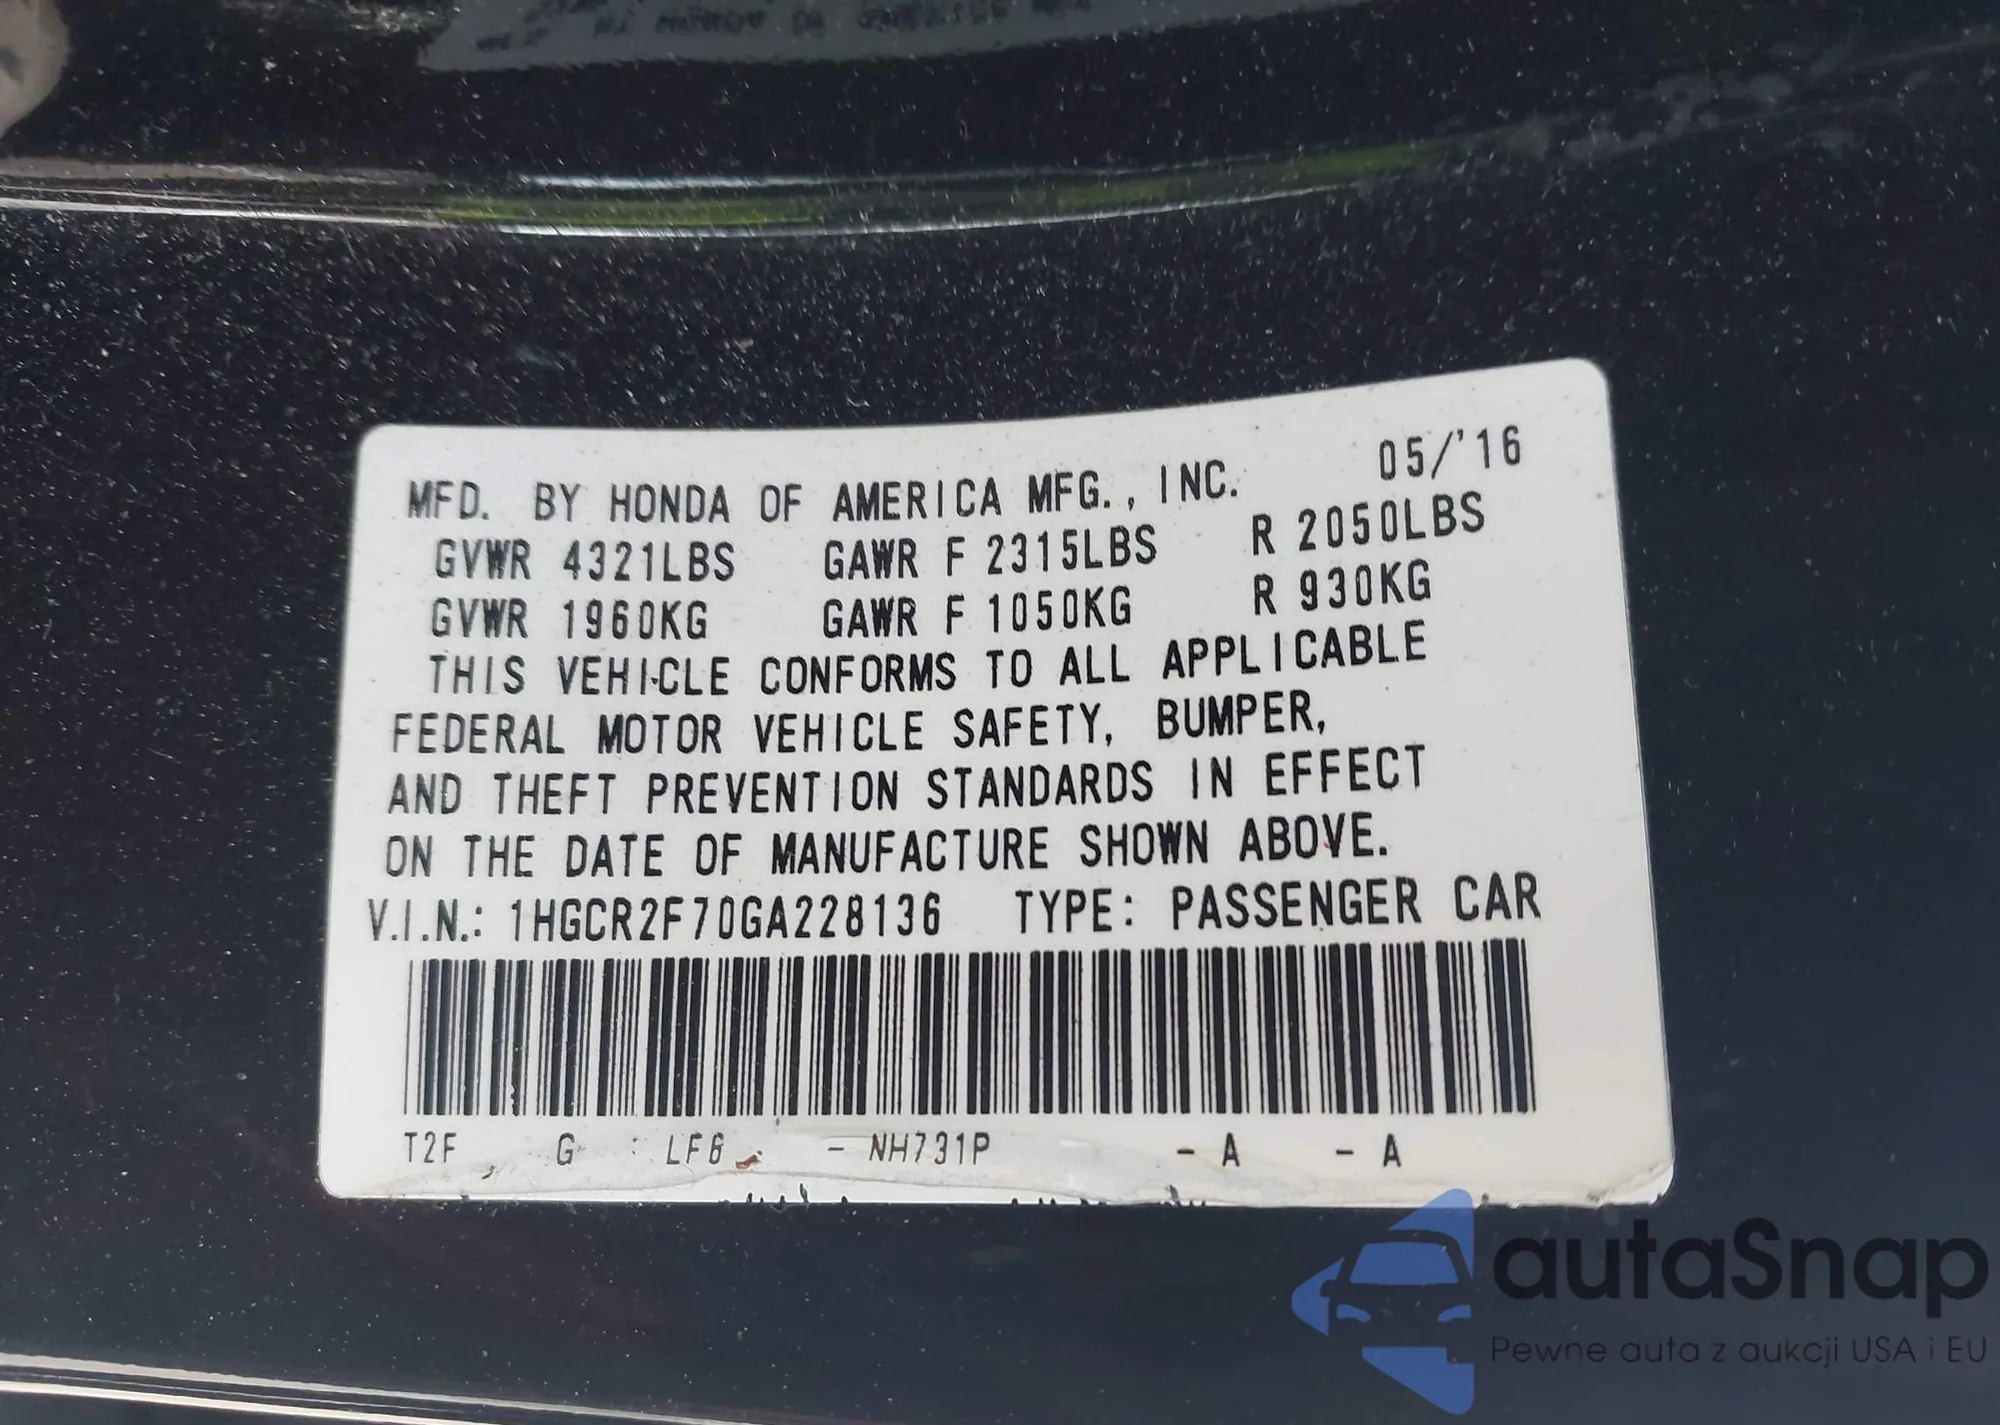 MFD. BY HONDA OF AMERICA MFG., INC. 05/'16
GVWR 4321LBS GAWR F 2315LBS R 2050LBS
GVWR 1960KG GAWR F 1050KG R 930KG
THIS VEHICLE CONFORMS TO ALL APPLICABLE
FEDERAL MOTOR VEHICLE SAFETY, BUMPER,
AND THEFT PREVENTION STANDARDS IN EFFECT
ON THE DATE OF MANUFACTURE SHOWN ABOVE.
V.I.N.: 1HGCR2F70GA228136 TYPE: PASSENGER CAR
T2F G LF6 - NH731P - A - A
autaSnap
Pewne auta z aukcji USA i EU